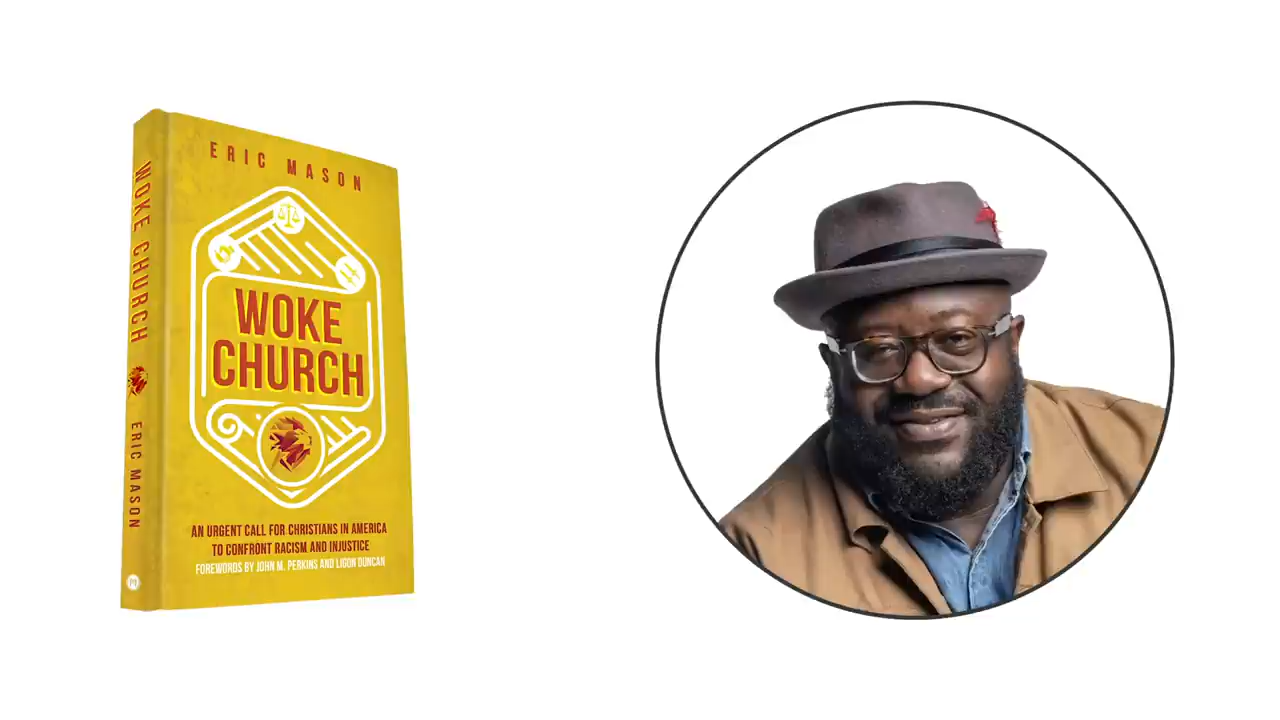 ERIC MASON
WOKE
CHURCH
AN URGENT CALL FOR CHRISTIANS IN AMERICA
TO CONFRONT RACISM AND INJUSTICE
FOREWORDS BY JOHN M. PERKINS AND LIGON DUNCAN
WOKE CHURCH
ERIC MASON